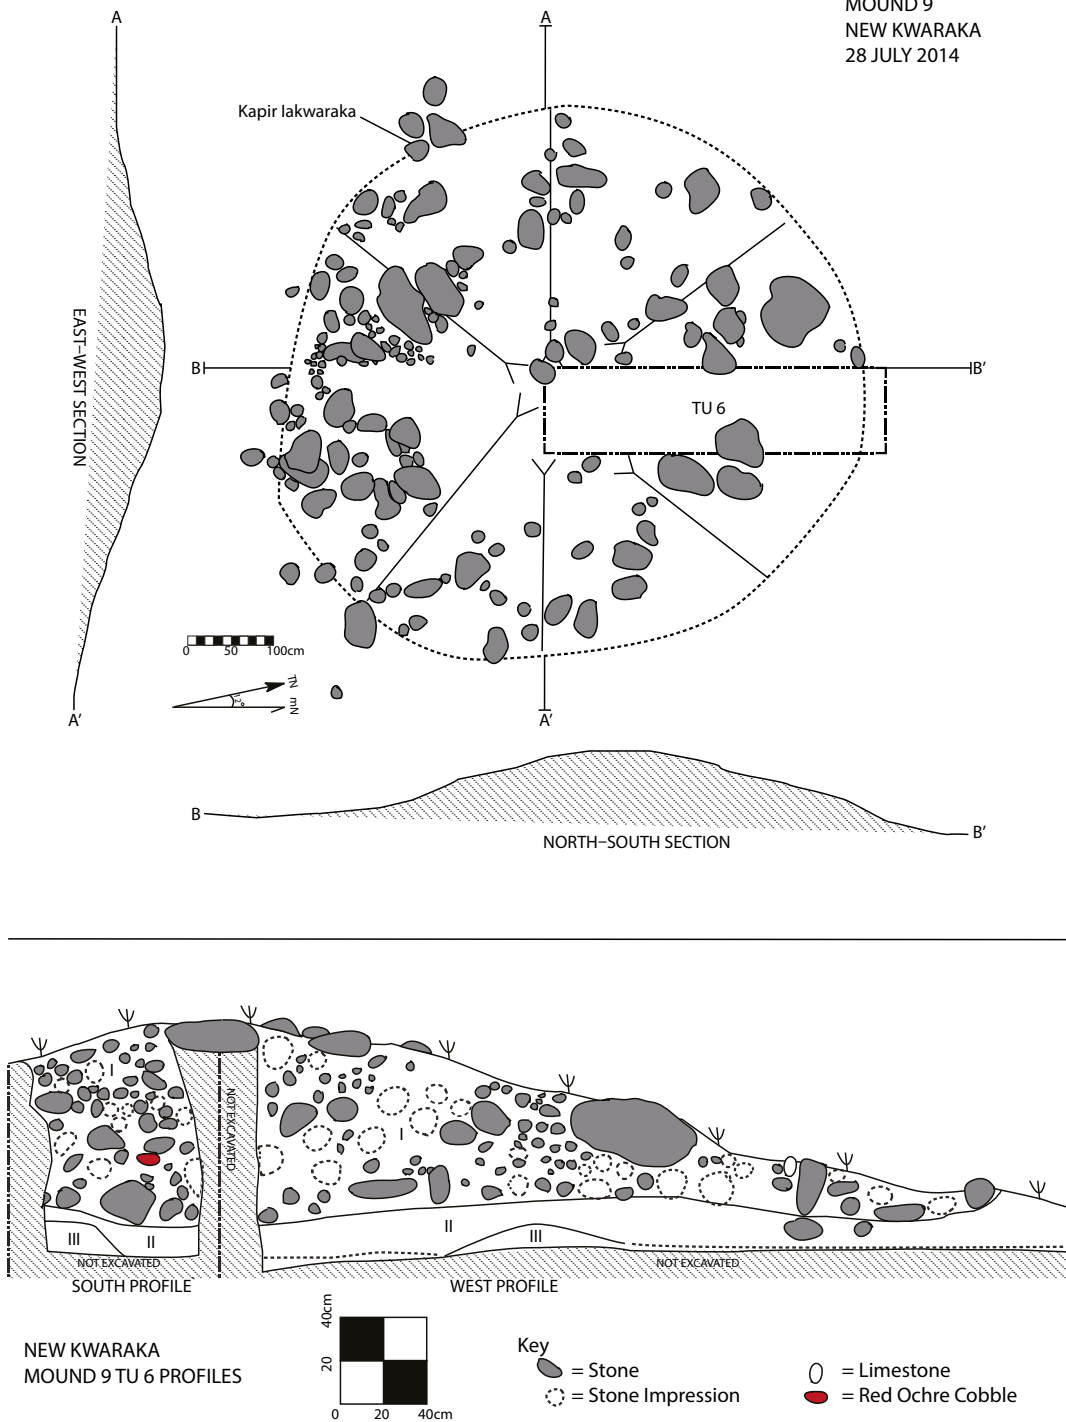 MOUND 9
NEW KWARAKA
28 JULY 2014
A
A
Kapir lakwaraka
EAST–WEST SECTION
B
B'
TU 6
0 50 100cm
TN
mN
12°
A'
A'
B
B'
NORTH–SOUTH SECTION
I
I
NOT EXCAVATED
II
III
III
II
NOT EXCAVATED
NOT EXCAVATED
SOUTH PROFILE
WEST PROFILE
NEW KWARAKA
MOUND 9 TU 6 PROFILES
40cm
20
0 20 40cm
Key
= Stone
= Limestone
= Stone Impression
= Red Ochre Cobble